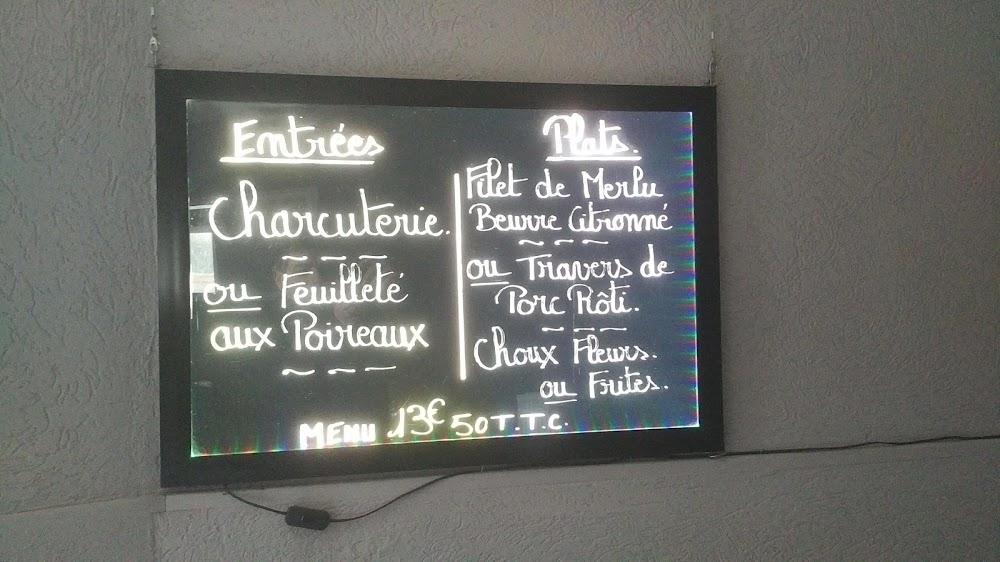 Entrées
Charcuterie.
~ ~ ~
ou Feuilleté
aux Poireaux
~ ~ ~
Plats.
Filet de Merlu
Beurre Citronné
~ ~ ~
ou Travers de
Porc Rôti.
~ ~ ~
Choux Fleurs.
ou Frites.
MENU 13€50 T.T.C.